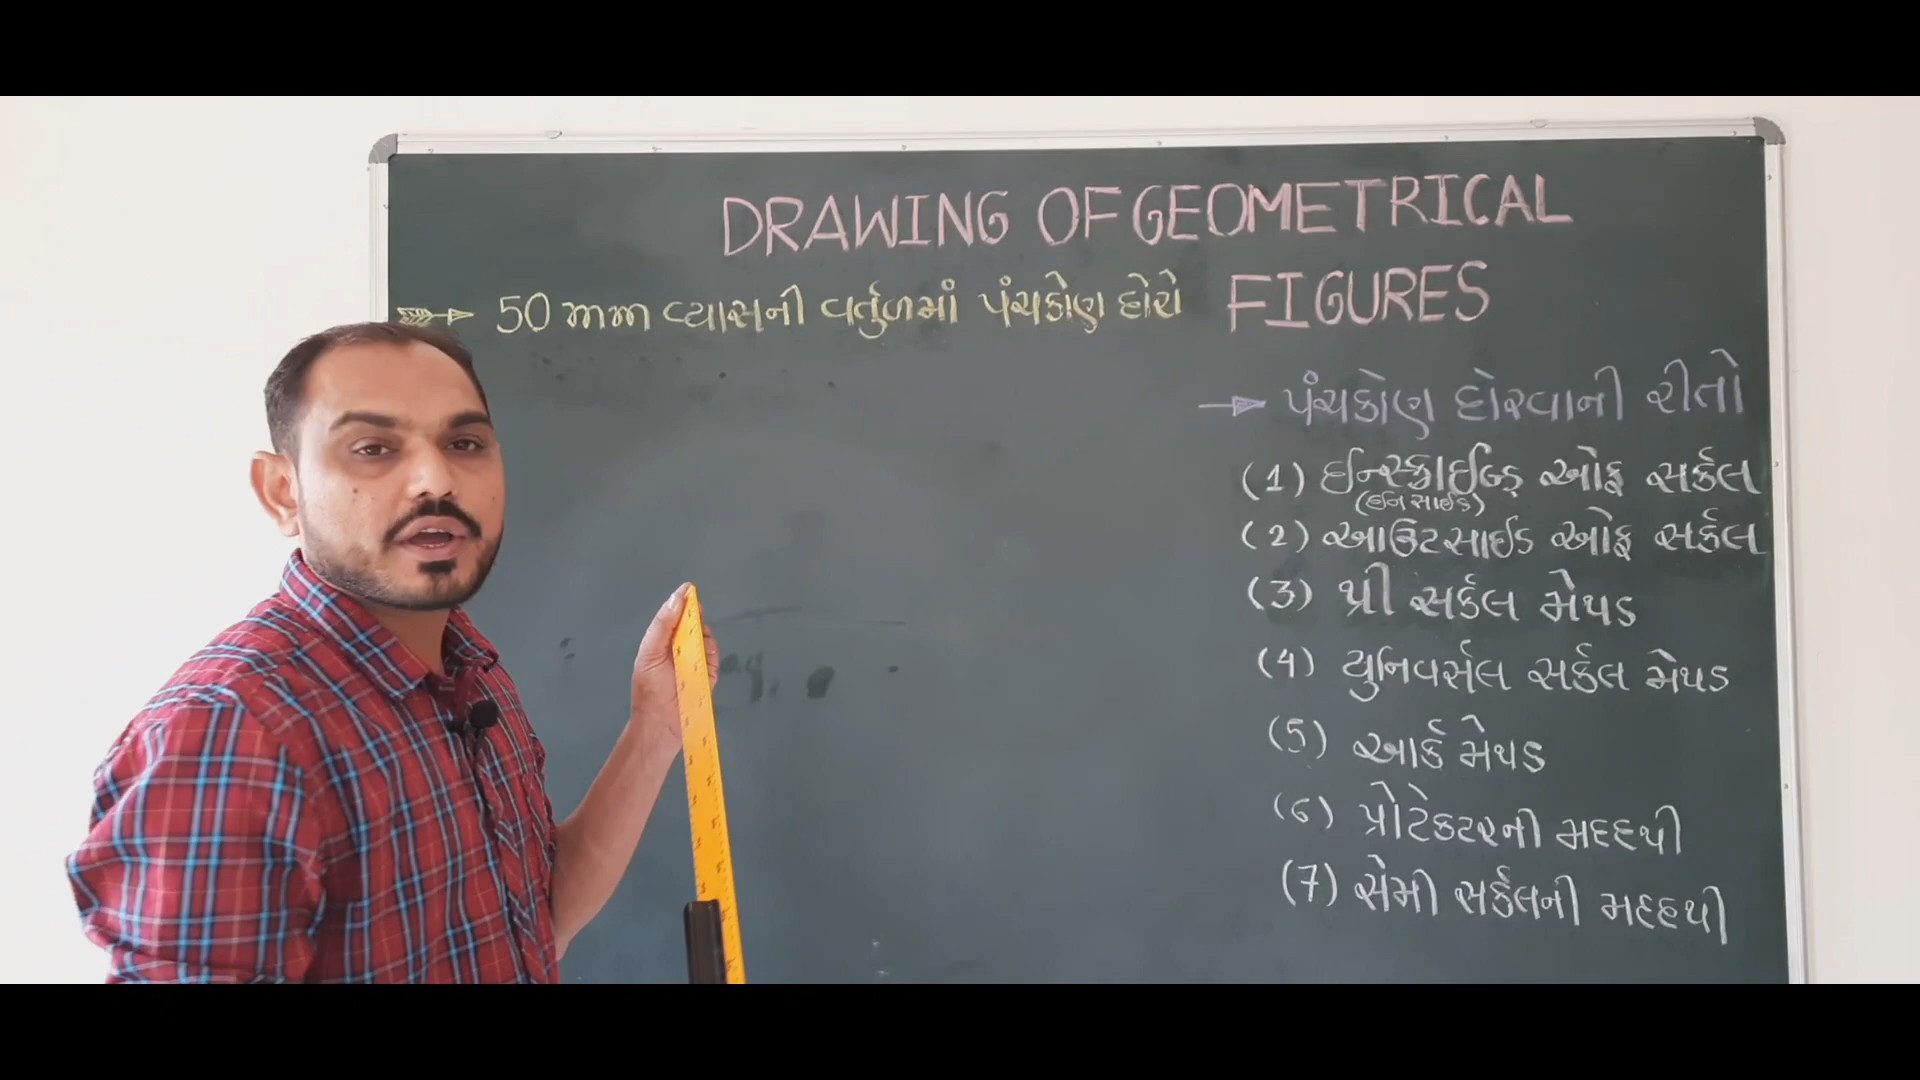 DRAWING OF GEOMETRICAL
FIGURES
50 mm વ્યાસની વર્તુળમાં પંચકોણ દોરો
પંચકોણ દોરવાની રીતો
(1) ઈન્સ્ક્રાઈબ્ડ ઓફ સર્કલ
(ઈનસાઈડ)
(2) આઉટસાઈડ ઓફ સર્કલ
(3) થ્રી સર્કલ મેથડ
(4) યુનિવર્સલ સર્કલ મેથડ
(5) આર્ક મેથડ
(6) પ્રોટેકટરની મદદથી
(7) સેમી સર્કલની મદદથી